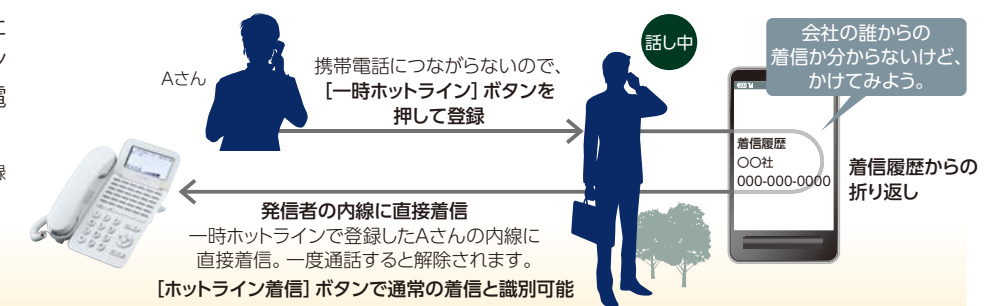 に
ン
電
録
Aさん
携帯電話につながらないので、
［一時ホットライン］ボタンを
押して登録
話し中
会社の誰からの
着信か分からないけど、
かけてみよう。
着信履歴
〇〇社
000-000-0000
着信履歴からの
折り返し
発信者の内線に直接着信
一時ホットラインで登録したAさんの内線に
直接着信。一度通話すると解除されます。
［ホットライン着信］ボタンで通常の着信と識別可能